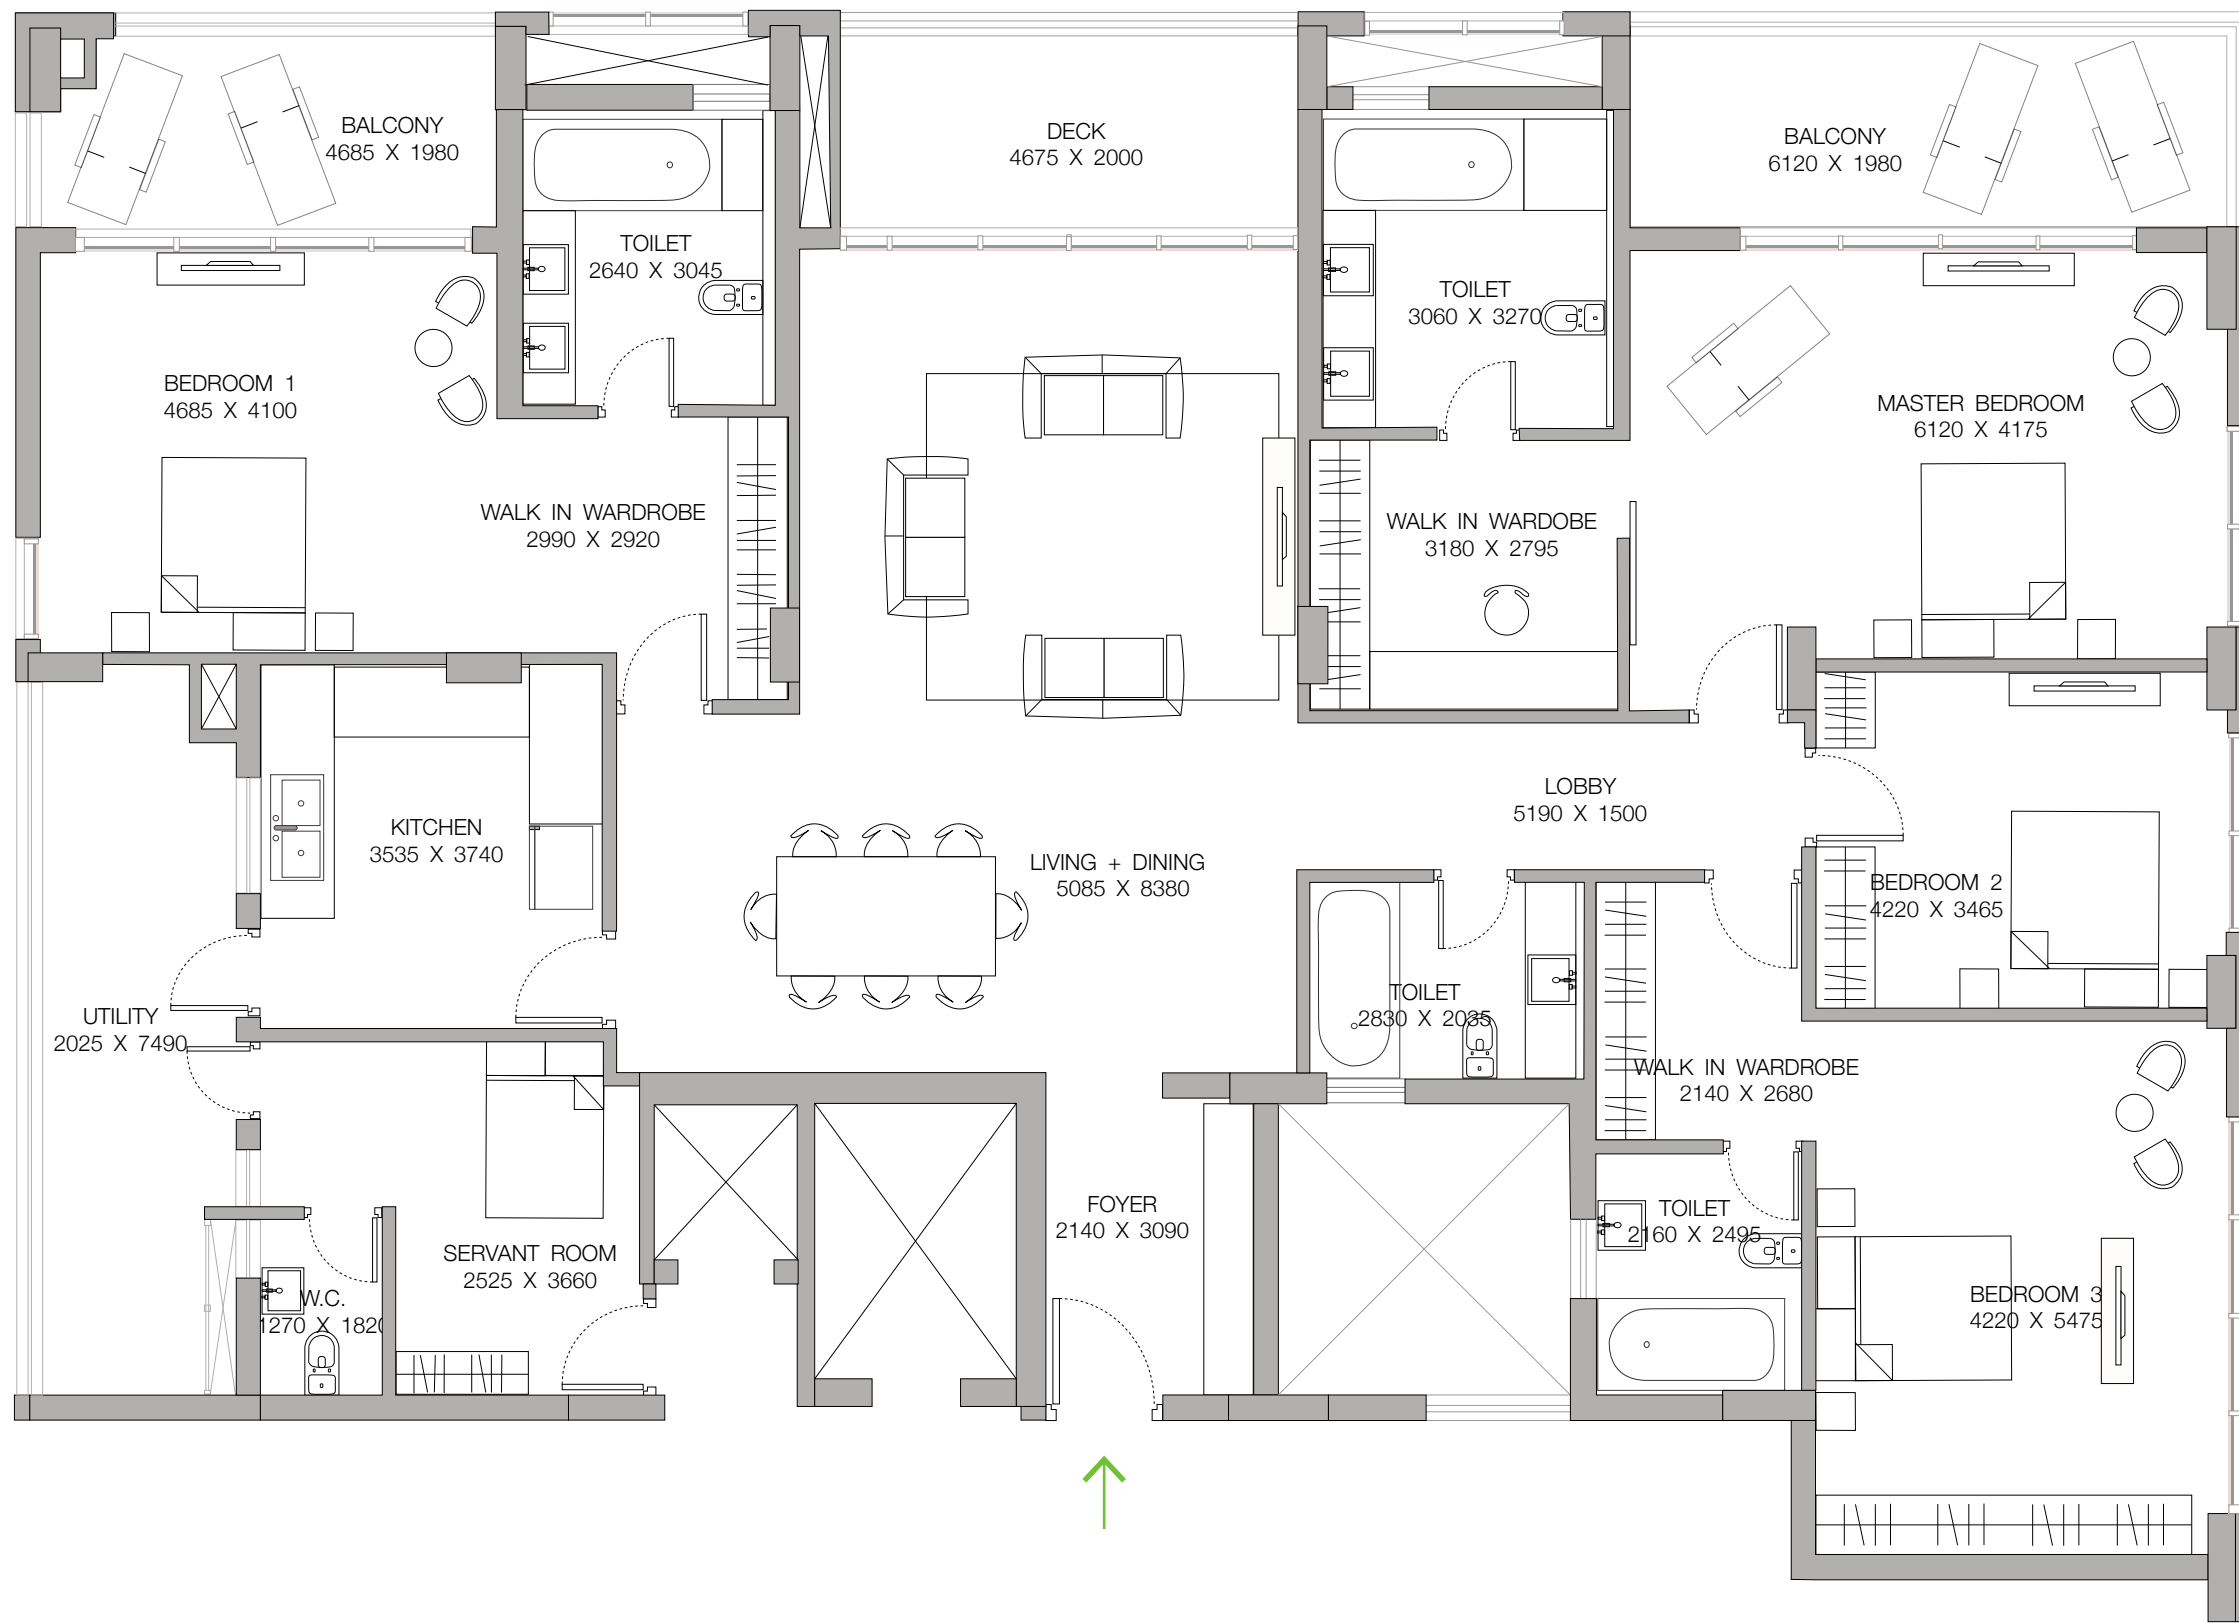 BALCONY
4685 X 1980
DECK
4675 X 2000
BALCONY
6120 X 1980
TOILET
2640 X 3045
TOILET
3060 X 3270
BEDROOM 1
4685 X 4100
MASTER BEDROOM
6120 X 4175
WALK IN WARDROBE
2990 X 2920
WALK IN WARDOBE
3180 X 2795
LOBBY
5190 X 1500
KITCHEN
3535 X 3740
LIVING + DINING
5085 X 8380
BEDROOM 2
4220 X 3465
UTILITY
2025 X 7490
TOILET
2830 X 2035
WALK IN WARDROBE
2140 X 2680
FOYER
2140 X 3090
TOILET
2160 X 2495
SERVANT ROOM
2525 X 3660
W.C.
1270 X 1820
BEDROOM 3
4220 X 5475